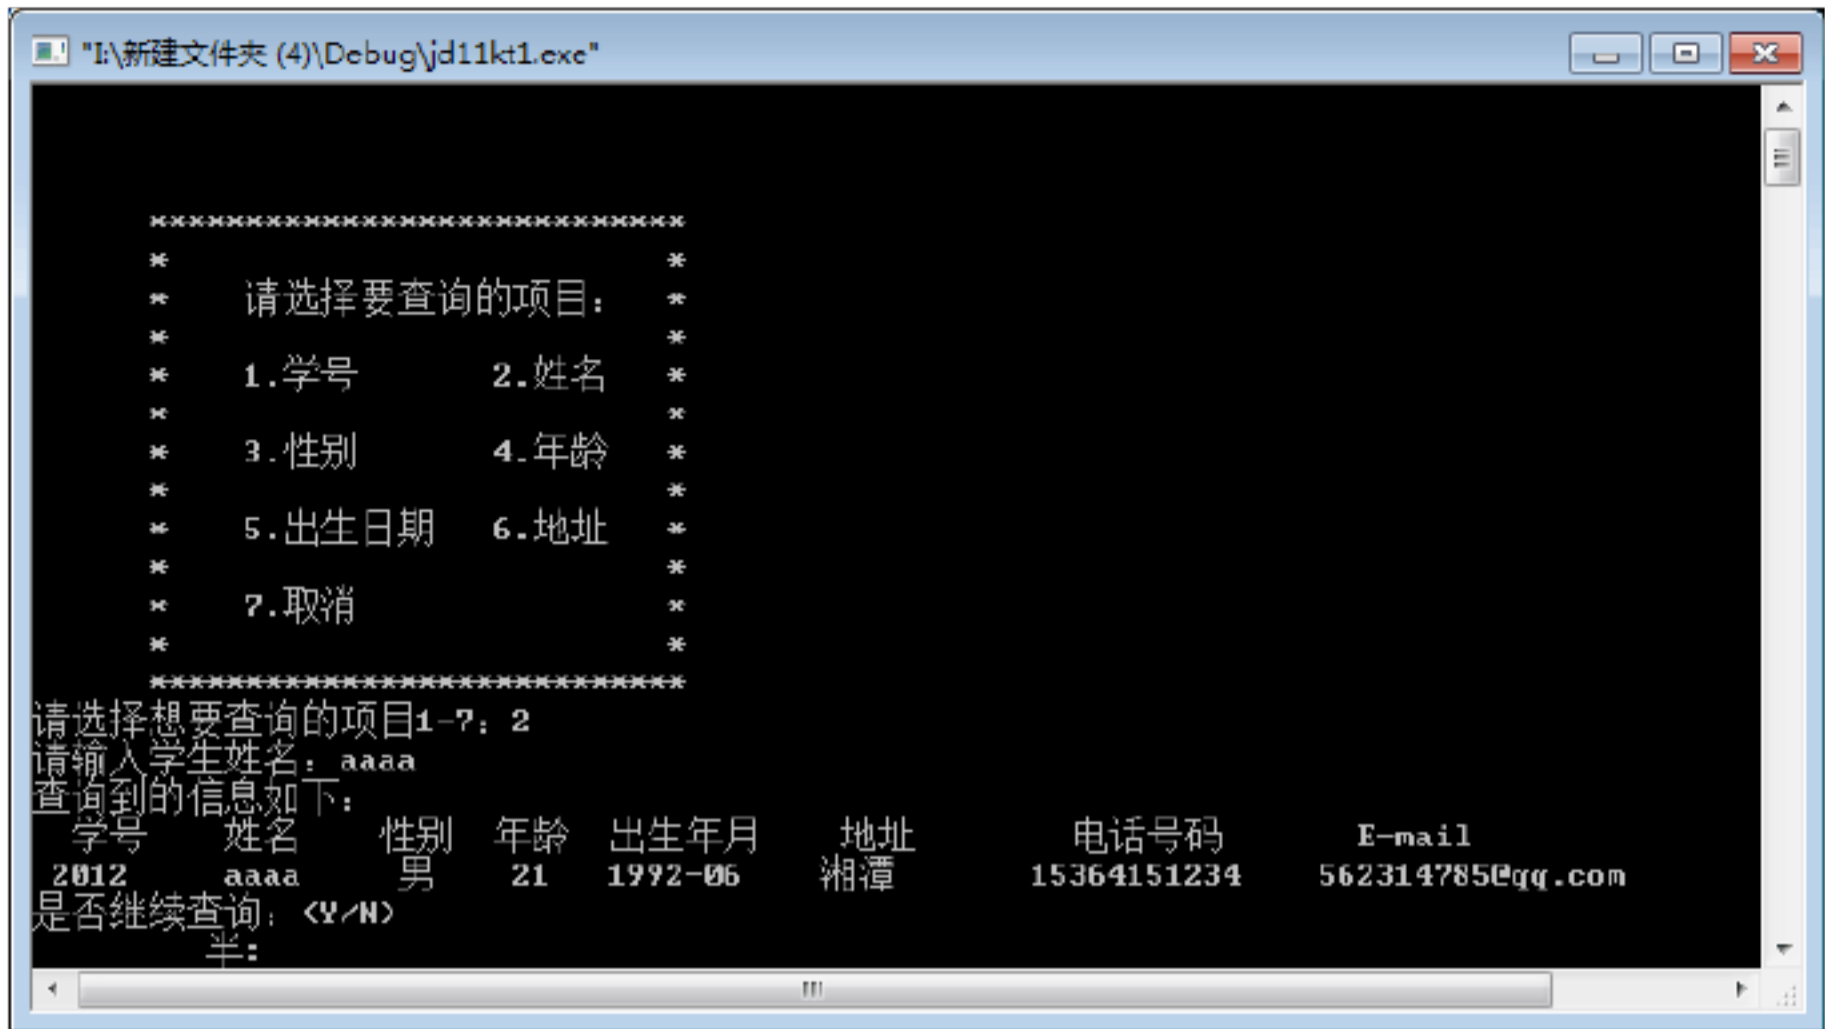 "I:\新建文件夹 (4)\Debug\jd11kt1.exe"
****************************
* *
* 请选择要查询的项目: *
* *
* 1.学号 2.姓名 *
* *
* 3.性别 4.年龄 *
* *
* 5.出生日期 6.地址 *
* *
* 7.取消 *
* *
****************************
请选择想要查询的项目1-7: 2
请输入学生姓名: aaaa
查询到的信息如下:
学号 姓名 性别 年龄 出生年月 地址 电话号码 E-mail
2012 aaaa 男 21 1992-06 湘潭 15364151234 562314785@qq.com
是否继续查询: <Y/N>
半: